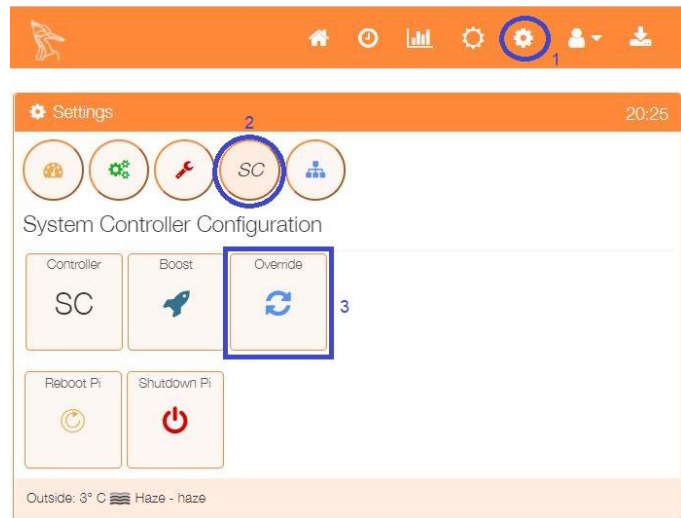 1
Settings 20:25
2
SC
System Controller Configuration
Controller Boost Override
SC
3
Reboot Pi Shutdown Pi
Outside: 3° C Haze - haze